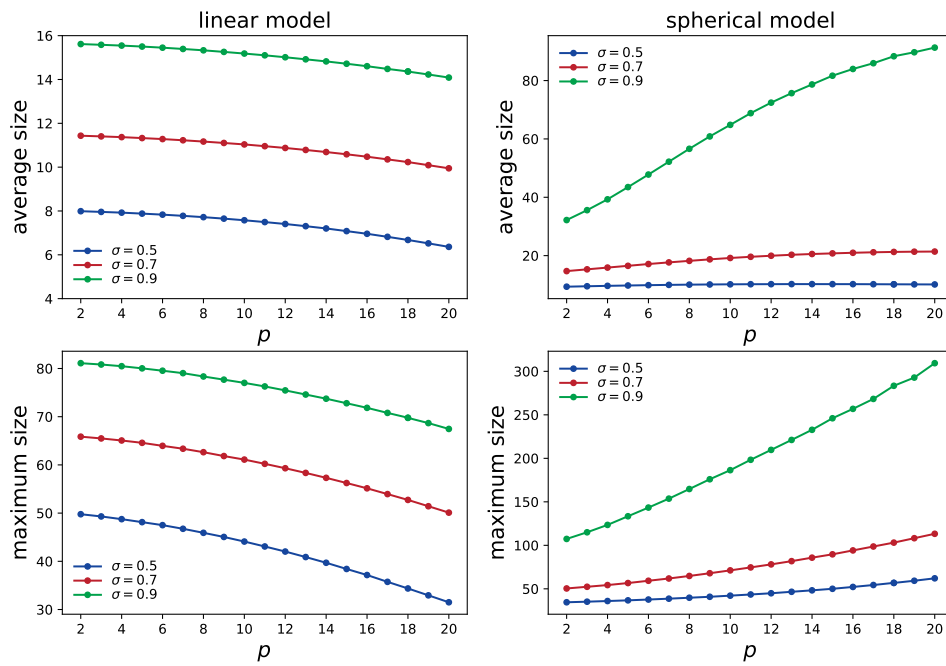 linear model
average size
16
14
12
10
8
6
4
σ = 0.5
σ = 0.7
σ = 0.9
2 4 6 8 10 12 14 16 18 20
p
spherical model
average size
80
60
40
20
σ = 0.5
σ = 0.7
σ = 0.9
2 4 6 8 10 12 14 16 18 20
p
maximum size
80
70
60
50
40
30
σ = 0.5
σ = 0.7
σ = 0.9
2 4 6 8 10 12 14 16 18 20
p
maximum size
300
250
200
150
100
50
σ = 0.5
σ = 0.7
σ = 0.9
2 4 6 8 10 12 14 16 18 20
p